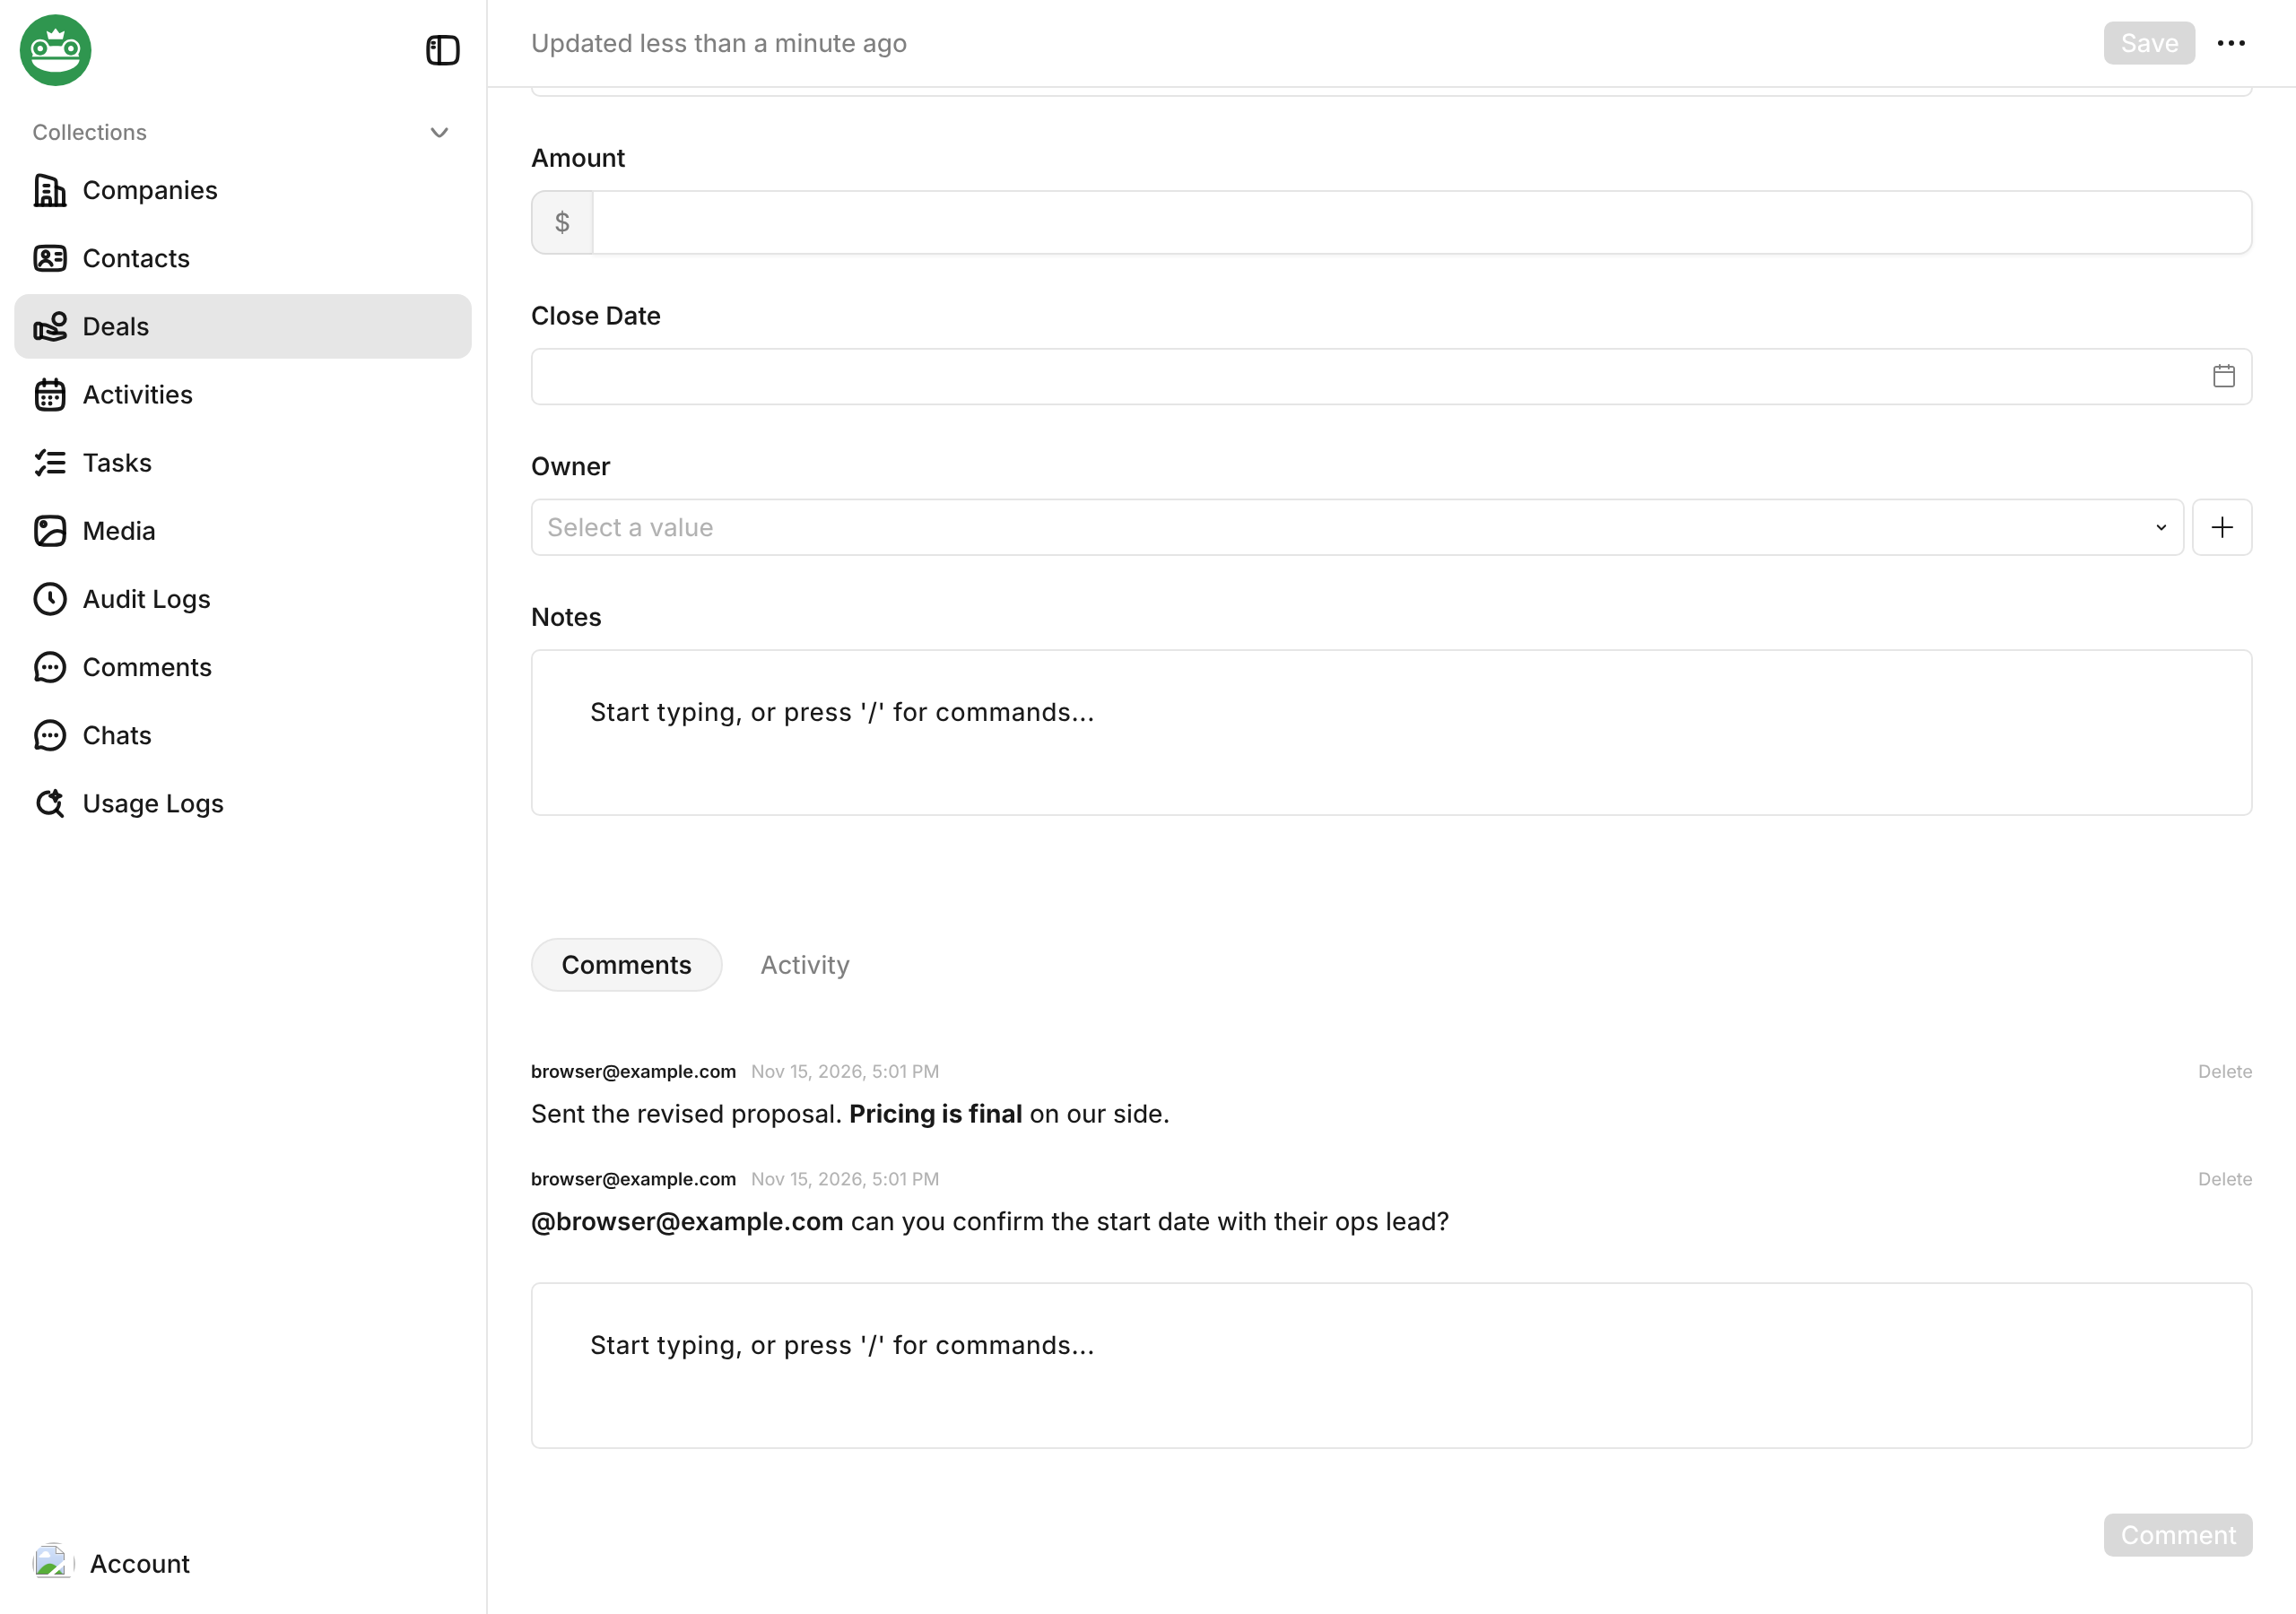 Updated less than a minute ago
Save
Collections
Companies
Contacts
Deals
Activities
Tasks
Media
Audit Logs
Comments
Chats
Usage Logs
Account
Amount
$
Close Date
Owner
Select a value
Notes
Start typing, or press '/' for commands...
Comments
Activity
browser@example.com Nov 15, 2026, 5:01 PM
Delete
Sent the revised proposal. Pricing is final on our side.
browser@example.com Nov 15, 2026, 5:01 PM
Delete
@browser@example.com can you confirm the start date with their ops lead?
Start typing, or press '/' for commands...
Comment